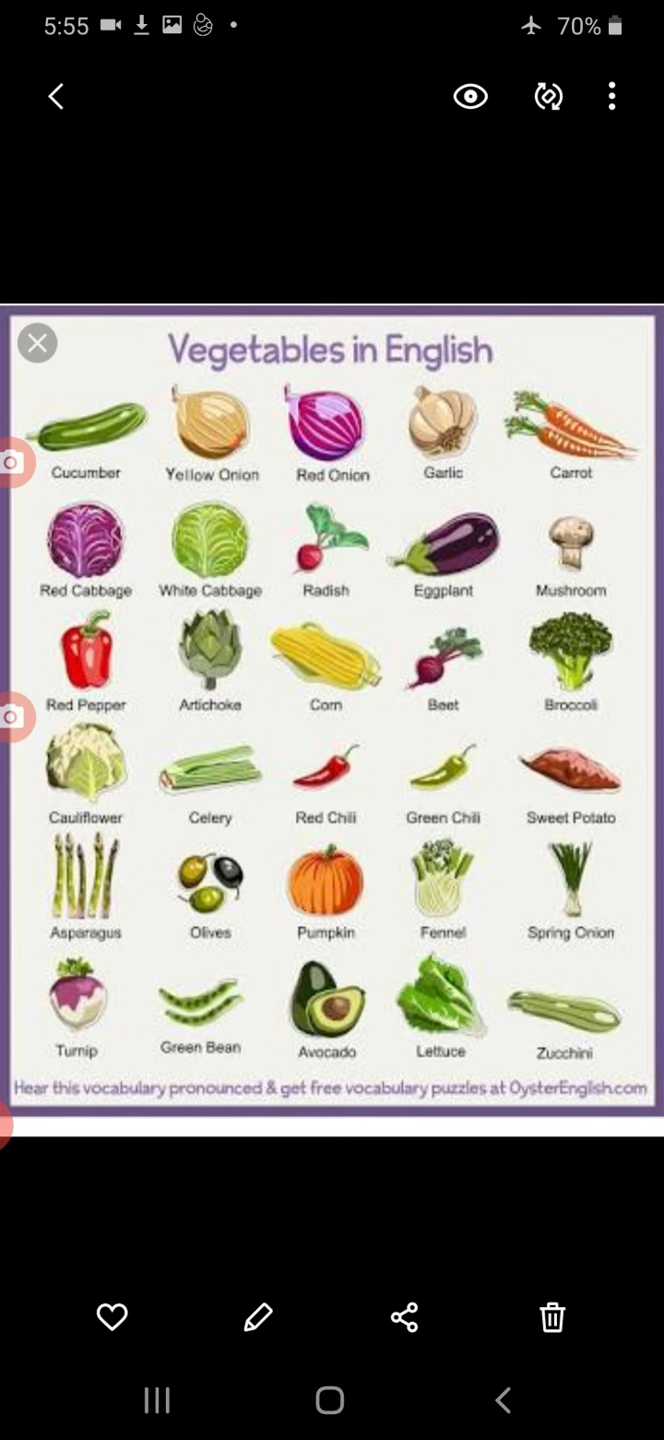 5:55
70%
Vegetables in English
Cucumber Yellow Onion Red Onion Garlic Carrot
Red Cabbage White Cabbage Radish Eggplant Mushroom
Red Pepper Artichoke Corn Beet Broccoli
Cauliflower Celery Red Chili Green Chili Sweet Potato
Asparagus Olives Pumpkin Fennel Spring Onion
Turnip Green Bean Avocado Lettuce Zucchini
Hear this vocabulary pronounced & get free vocabulary puzzles at OysterEnglish.com